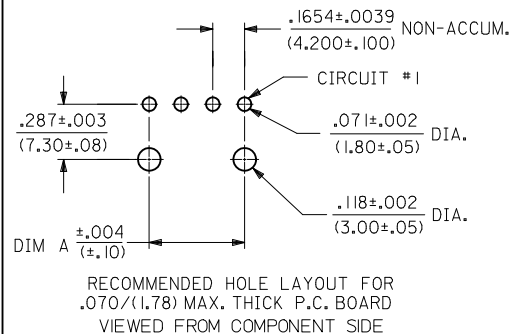 .1654±.0039
(4.200±.100)
NON-ACCUM.
CIRCUIT #1
.287±.003
(7.30±.08)
.071±.002
(1.80±.05)
DIA.
.118±.002
(3.00±.05)
DIA.
DIM A
±.004
(±.10)
RECOMMENDED HOLE LAYOUT FOR
.070/(1.78) MAX. THICK P.C. BOARD
VIEWED FROM COMPONENT SIDE